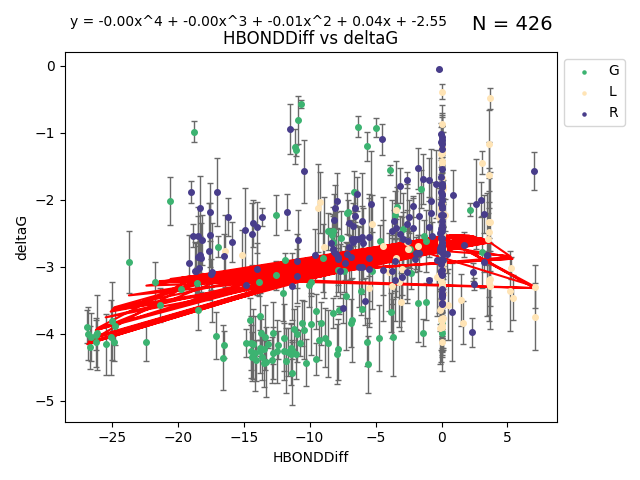 y = -0.00x^4 + -0.00x^3 + -0.01x^2 + 0.04x + -2.55
N = 426
HBONDDiff vs deltaG
G
L
R
deltaG
0
−1
−2
−3
−4
−5
−25
−20
−15
−10
−5
0
5
HBONDDiff